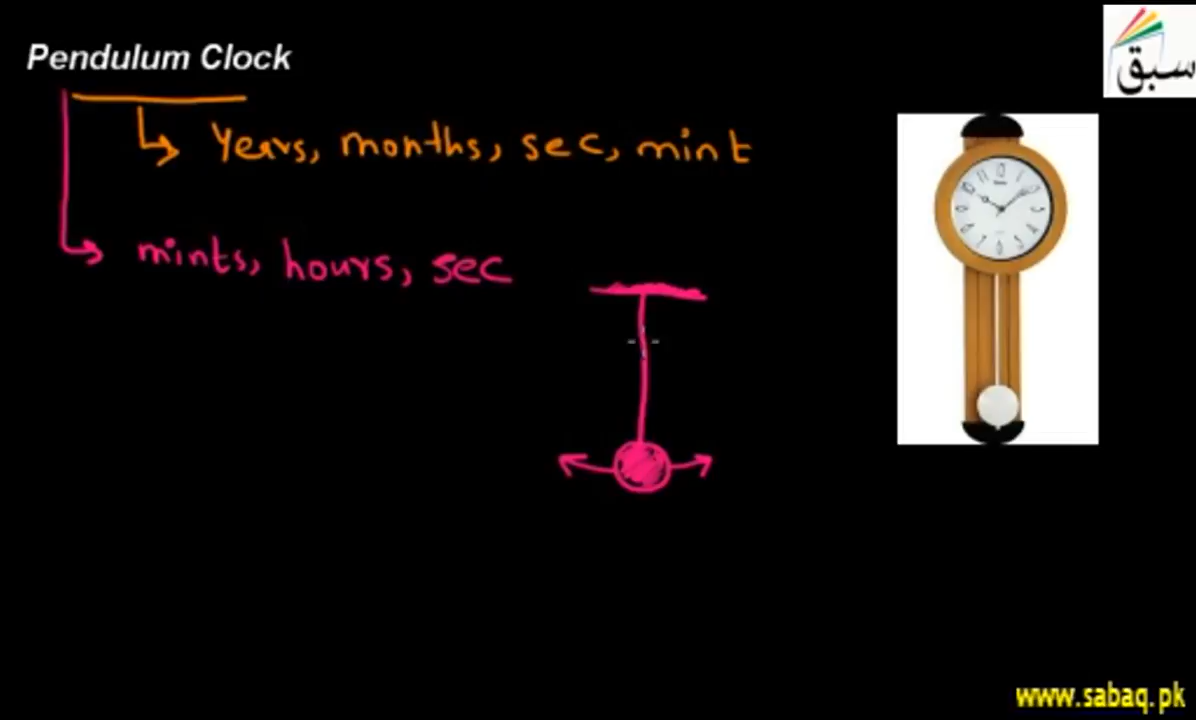 Pendulum Clock
سبق
Years, months, sec, mint
mints, hours, sec
www.sabaq.pk